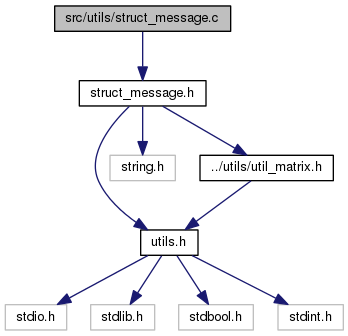 src/utils/struct_message.c
struct_message.h
string.h
../utils/util_matrix.h
utils.h
stdio.h
stdlib.h
stdbool.h
stdint.h